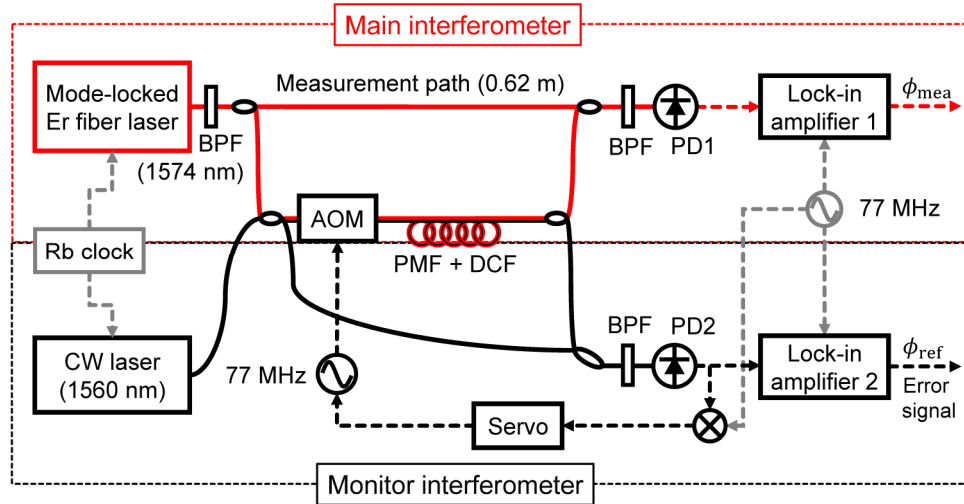 Main interferometer
Mode-locked
Er fiber laser
BPF
(1574 nm)
Measurement path (0.62 m)
BPF
PD1
Lock-in
amplifier 1
ϕmea
AOM
PMF + DCF
77 MHz
Rb clock
CW laser
(1560 nm)
77 MHz
BPF
PD2
Lock-in
amplifier 2
ϕref
Error
signal
Servo
Monitor interferometer